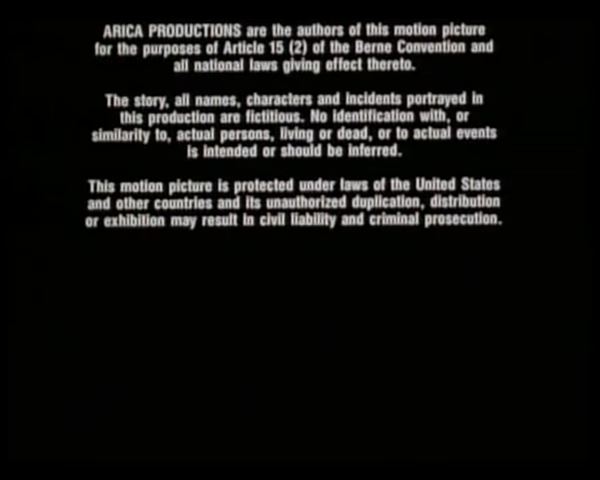 ARICA PRODUCTIONS are the authors of this motion picture
for the purposes of Article 15 (2) of the Berne Convention and
all national laws giving effect thereto.
The story, all names, characters and incidents portrayed in
this production are fictitious. No identification with, or
similarity to, actual persons, living or dead, or to actual events
is intended or should be inferred.
This motion picture is protected under laws of the United States
and other countries and its unauthorized duplication, distribution
or exhibition may result in civil liability and criminal prosecution.